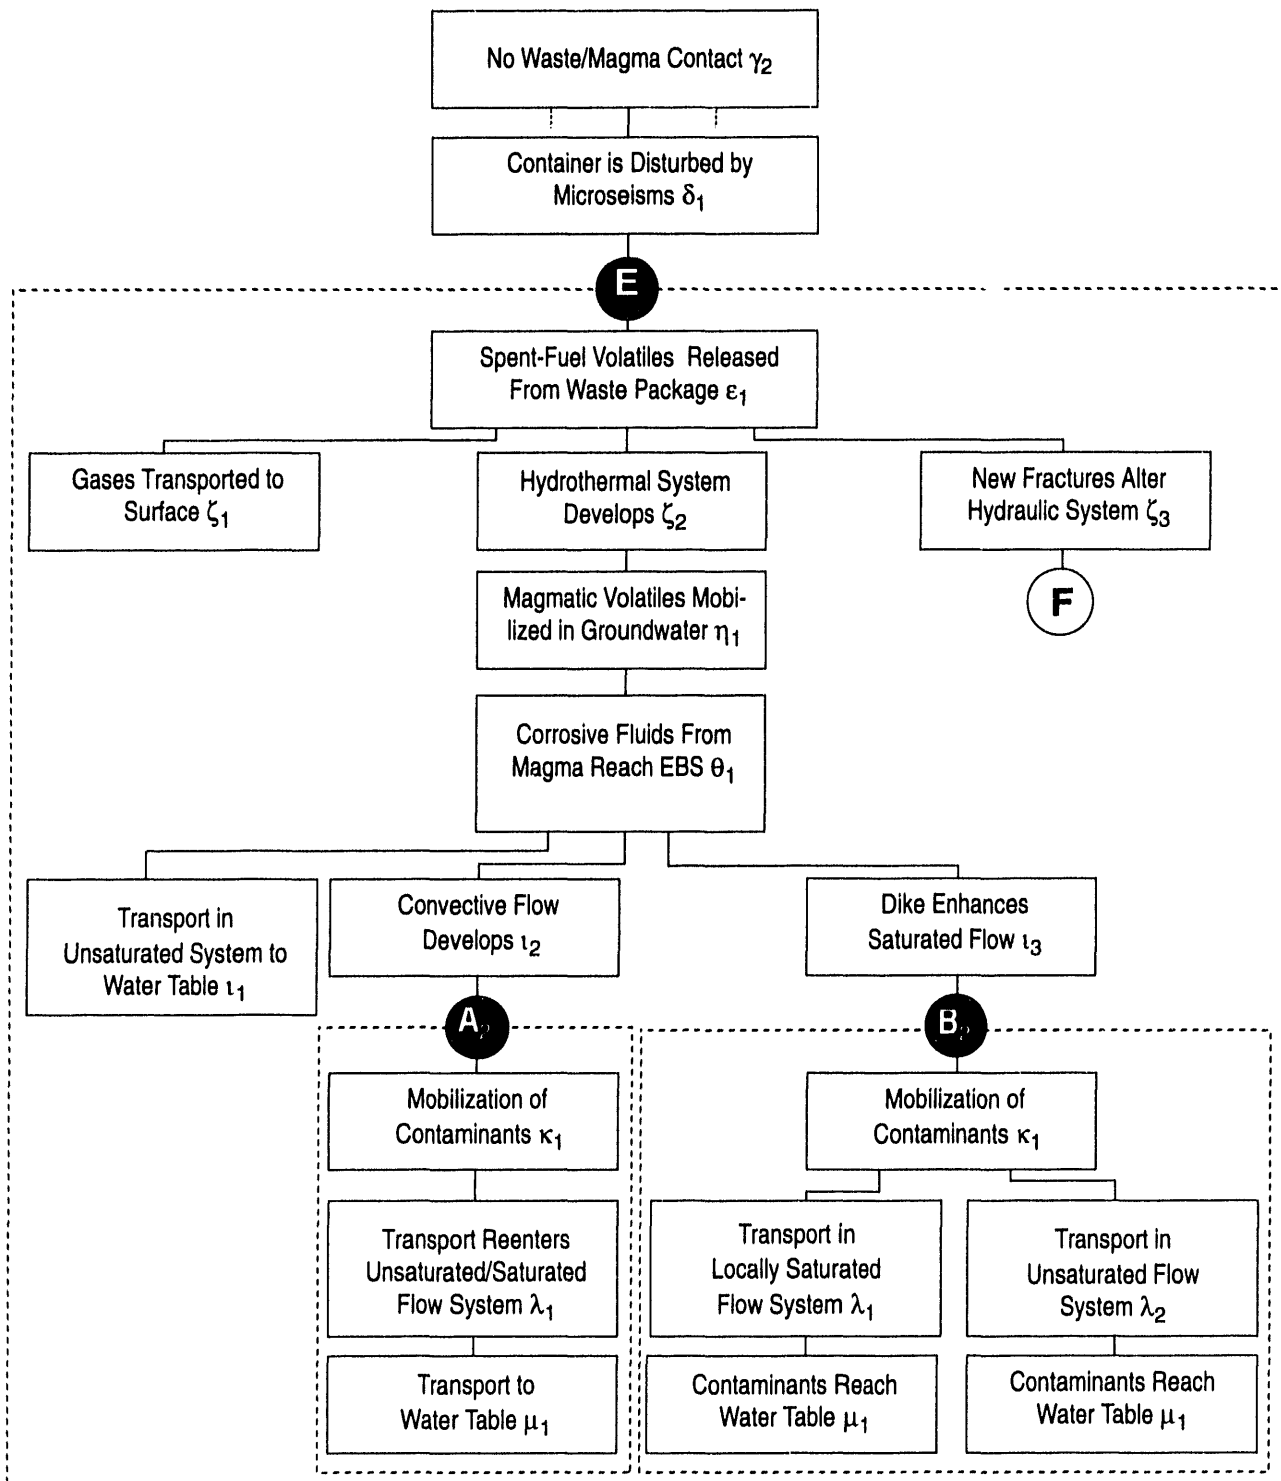 No Waste/Magma Contact γ2
Container is Disturbed by
Microseisms δ1
E
Spent-Fuel Volatiles Released
From Waste Package ε1
Gases Transported to
Surface ζ1
Hydrothermal System
Develops ζ2
New Fractures Alter
Hydraulic System ζ3
F
Magmatic Volatiles Mobi-
lized in Groundwater η1
Corrosive Fluids From
Magma Reach EBS θ1
Transport in
Unsaturated System to
Water Table ι1
Convective Flow
Develops ι2
Dike Enhances
Saturated Flow ι3
A2
B2
Mobilization of
Contaminants κ1
Mobilization of
Contaminants κ1
Transport Reenters
Unsaturated/Saturated
Flow System λ1
Transport in
Locally Saturated
Flow System λ1
Transport in
Unsaturated Flow
System λ2
Transport to
Water Table μ1
Contaminants Reach
Water Table μ1
Contaminants Reach
Water Table μ1